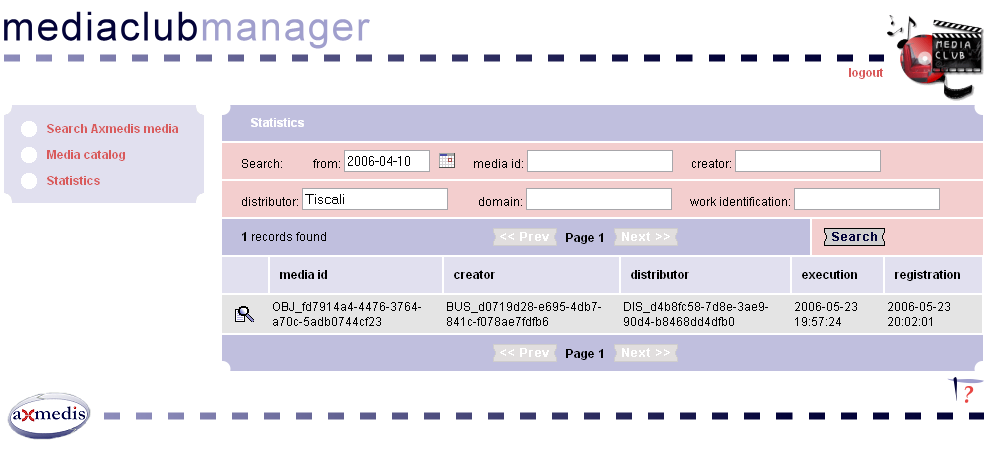 mediaclubmanager
MEDIA
CLUB
logout
Search Axmedis media
Media catalog
Statistics
Statistics
Search: from: 2006-04-10 media id: creator:
distributor: Tiscali domain: work identification:
1 records found << Prev Page 1 Next >> Search
media id creator distributor execution registration
OBJ_fd7914a4-4476-3764- BUS_d0719d28-e695-4db7- DIS_d4b8fc58-7d8e-3ae9- 2006-05-23 2006-05-23
a70c-5adb0744cf23 841c-f078ae7fdfb6 90d4-b8468dd4dfb0 19:57:24 20:02:01
<< Prev Page 1 Next >>
?
axmedis